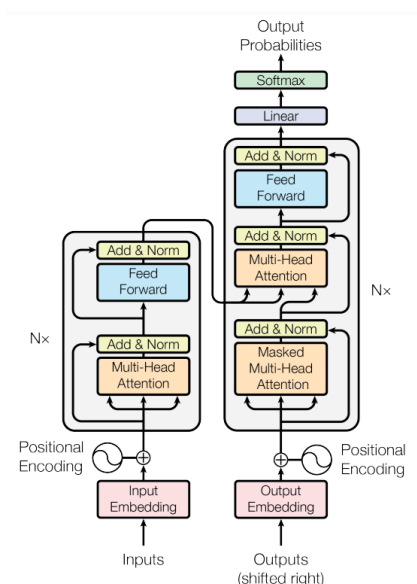 Output
Probabilities
Softmax
Linear
Add & Norm
Feed
Forward
Add & Norm
Multi-Head
Attention
Add & Norm
Masked
Multi-Head
Attention
N×
Add & Norm
Feed
Forward
Add & Norm
Multi-Head
Attention
N×
Positional
Encoding
Positional
Encoding
Input
Embedding
Output
Embedding
Inputs
Outputs
(shifted right)